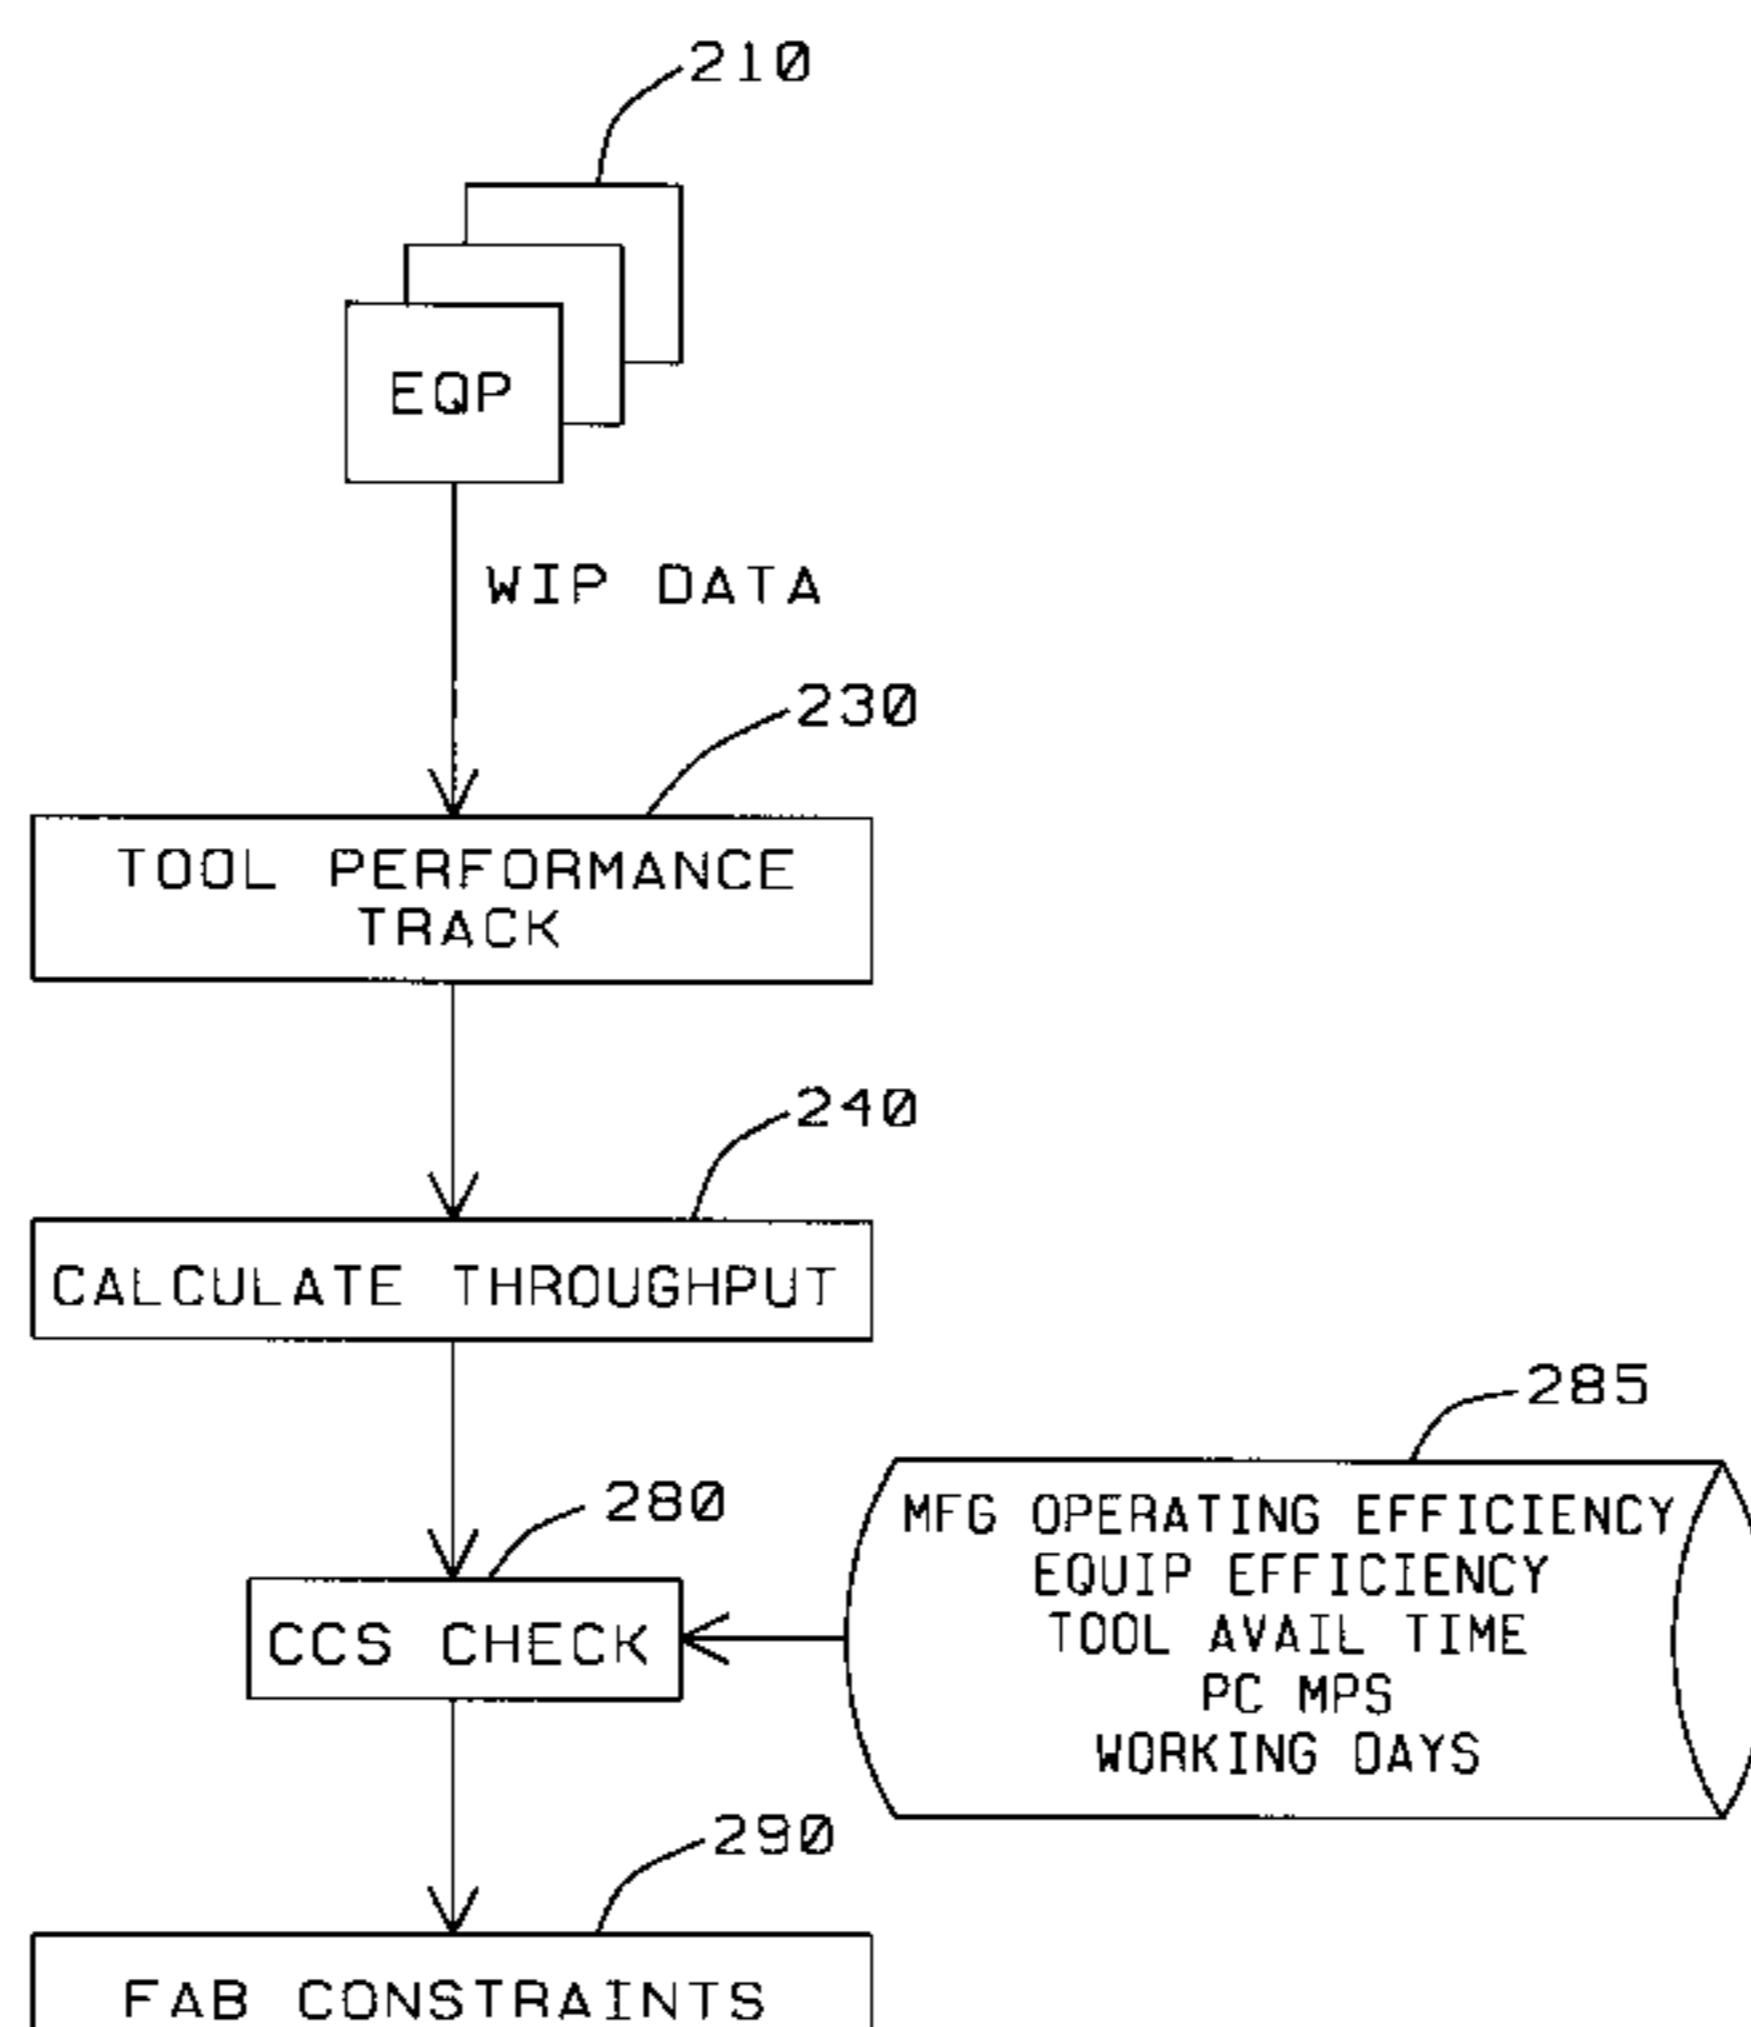 210
EQP
WIP DATA
230
TOOL PERFORMANCE
TRACK
240
CALCULATE THROUGHPUT
285
280
MFG OPERATING EFFICIENCY
EQUIP EFFICIENCY
TOOL AVAIL TIME
PC MPS
WORKING DAYS
CCS CHECK
290
FAB CONSTRAINTS